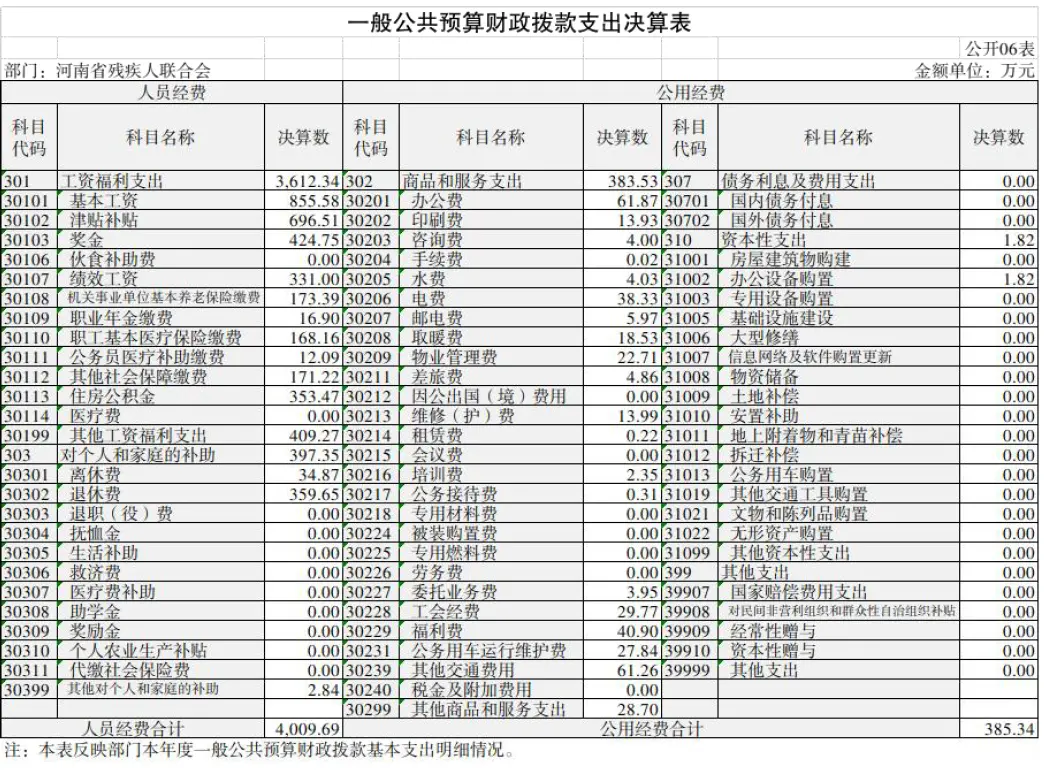 一般公共预算财政拨款支出决算表
公开06表
部门：河南省残疾人联合会 金额单位：万元
人员经费 公用经费
科目代码 科目名称 决算数 科目代码 科目名称 决算数 科目代码 科目名称 决算数
301 工资福利支出 3,612.34 302 商品和服务支出 383.53 307 债务利息及费用支出 0.00
30101 基本工资 855.58 30201 办公费 61.87 30701 国内债务付息 0.00
30102 津贴补贴 696.51 30202 印刷费 13.93 30702 国外债务付息 0.00
30103 奖金 424.75 30203 咨询费 4.00 310 资本性支出 1.82
30106 伙食补助费 0.00 30204 手续费 0.02 31001 房屋建筑物购建 0.00
30107 绩效工资 331.00 30205 水费 4.03 31002 办公设备购置 1.82
30108 机关事业单位基本养老保险缴费 173.39 30206 电费 38.33 31003 专用设备购置 0.00
30109 职业年金缴费 16.90 30207 邮电费 5.97 31005 基础设施建设 0.00
30110 职工基本医疗保险缴费 168.16 30208 取暖费 18.53 31006 大型修缮 0.00
30111 公务员医疗补助缴费 12.09 30209 物业管理费 22.71 31007 信息网络及软件购置更新 0.00
30112 其他社会保障缴费 171.22 30211 差旅费 4.86 31008 物资储备 0.00
30113 住房公积金 353.47 30212 因公出国（境）费用 0.00 31009 土地补偿 0.00
30114 医疗费 0.00 30213 维修（护）费 13.99 31010 安置补助 0.00
30199 其他工资福利支出 409.27 30214 租赁费 0.22 31011 地上附着物和青苗补偿 0.00
303 对个人和家庭的补助 397.35 30215 会议费 0.00 31012 拆迁补偿 0.00
30301 离休费 34.87 30216 培训费 2.35 31013 公务用车购置 0.00
30302 退休费 359.65 30217 公务接待费 0.31 31019 其他交通工具购置 0.00
30303 退职（役）费 0.00 30218 专用材料费 0.00 31021 文物和陈列品购置 0.00
30304 抚恤金 0.00 30224 被装购置费 0.00 31022 无形资产购置 0.00
30305 生活补助 0.00 30225 专用燃料费 0.00 31099 其他资本性支出 0.00
30306 救济费 0.00 30226 劳务费 0.00 399 其他支出 0.00
30307 医疗费补助 0.00 30227 委托业务费 3.95 39907 国家赔偿费用支出 0.00
30308 助学金 0.00 30228 工会经费 29.77 39908 对民间非营利组织和群众性自治组织补贴 0.00
30309 奖励金 0.00 30229 福利费 40.90 39909 经常性赠与 0.00
30310 个人农业生产补贴 0.00 30231 公务用车运行维护费 27.84 39910 资本性赠与 0.00
30311 代缴社会保险费 0.00 30239 其他交通费用 61.26 39999 其他支出 0.00
30399 其他对个人和家庭的补助 2.84 30240 税金及附加费用 0.00
30299 其他商品和服务支出 28.70
人员经费合计 4,009.69 公用经费合计 385.34
注：本表反映部门本年度一般公共预算财政拨款基本支出明细情况。